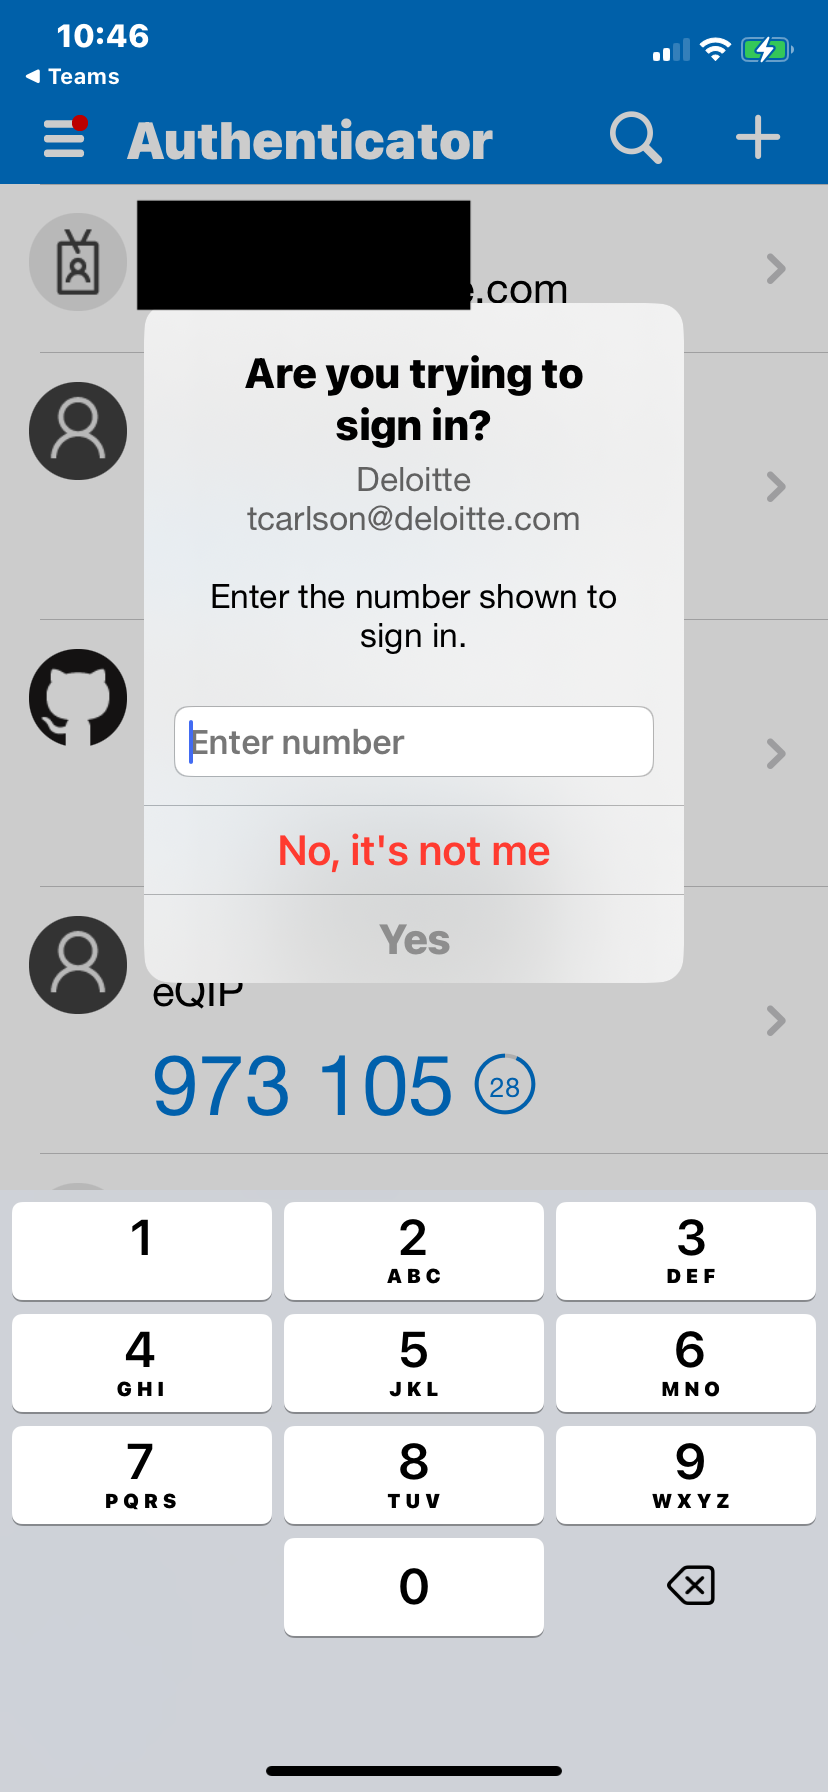 10:46
Teams
Authenticator
.com
Are you trying to
sign in?
Deloitte
tcarlson@deloitte.com
Enter the number shown to
sign in.
Enter number
No, it's not me
Yes
eQIP
973 105 28
1
2
ABC
3
DEF
4
GHI
5
JKL
6
MNO
7
PQRS
8
TUV
9
WXYZ
0